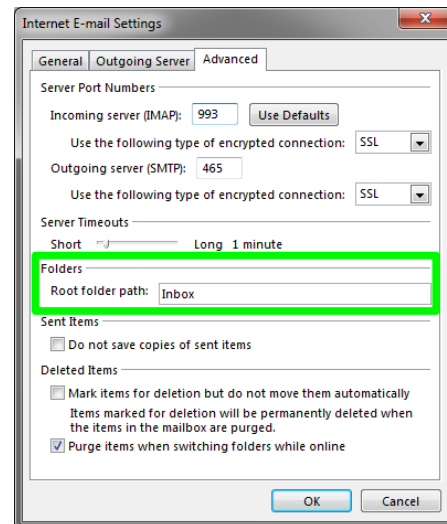 Internet E-mail Settings
General Outgoing Server Advanced
Server Port Numbers
Incoming server (IMAP): 993 Use Defaults
Use the following type of encrypted connection: SSL
Outgoing server (SMTP): 465
Use the following type of encrypted connection: SSL
Server Timeouts
Short Long 1 minute
Folders
Root folder path: Inbox
Sent Items
Do not save copies of sent items
Deleted Items
Mark items for deletion but do not move them automatically
Items marked for deletion will be permanently deleted when
the items in the mailbox are purged.
Purge items when switching folders while online
OK Cancel